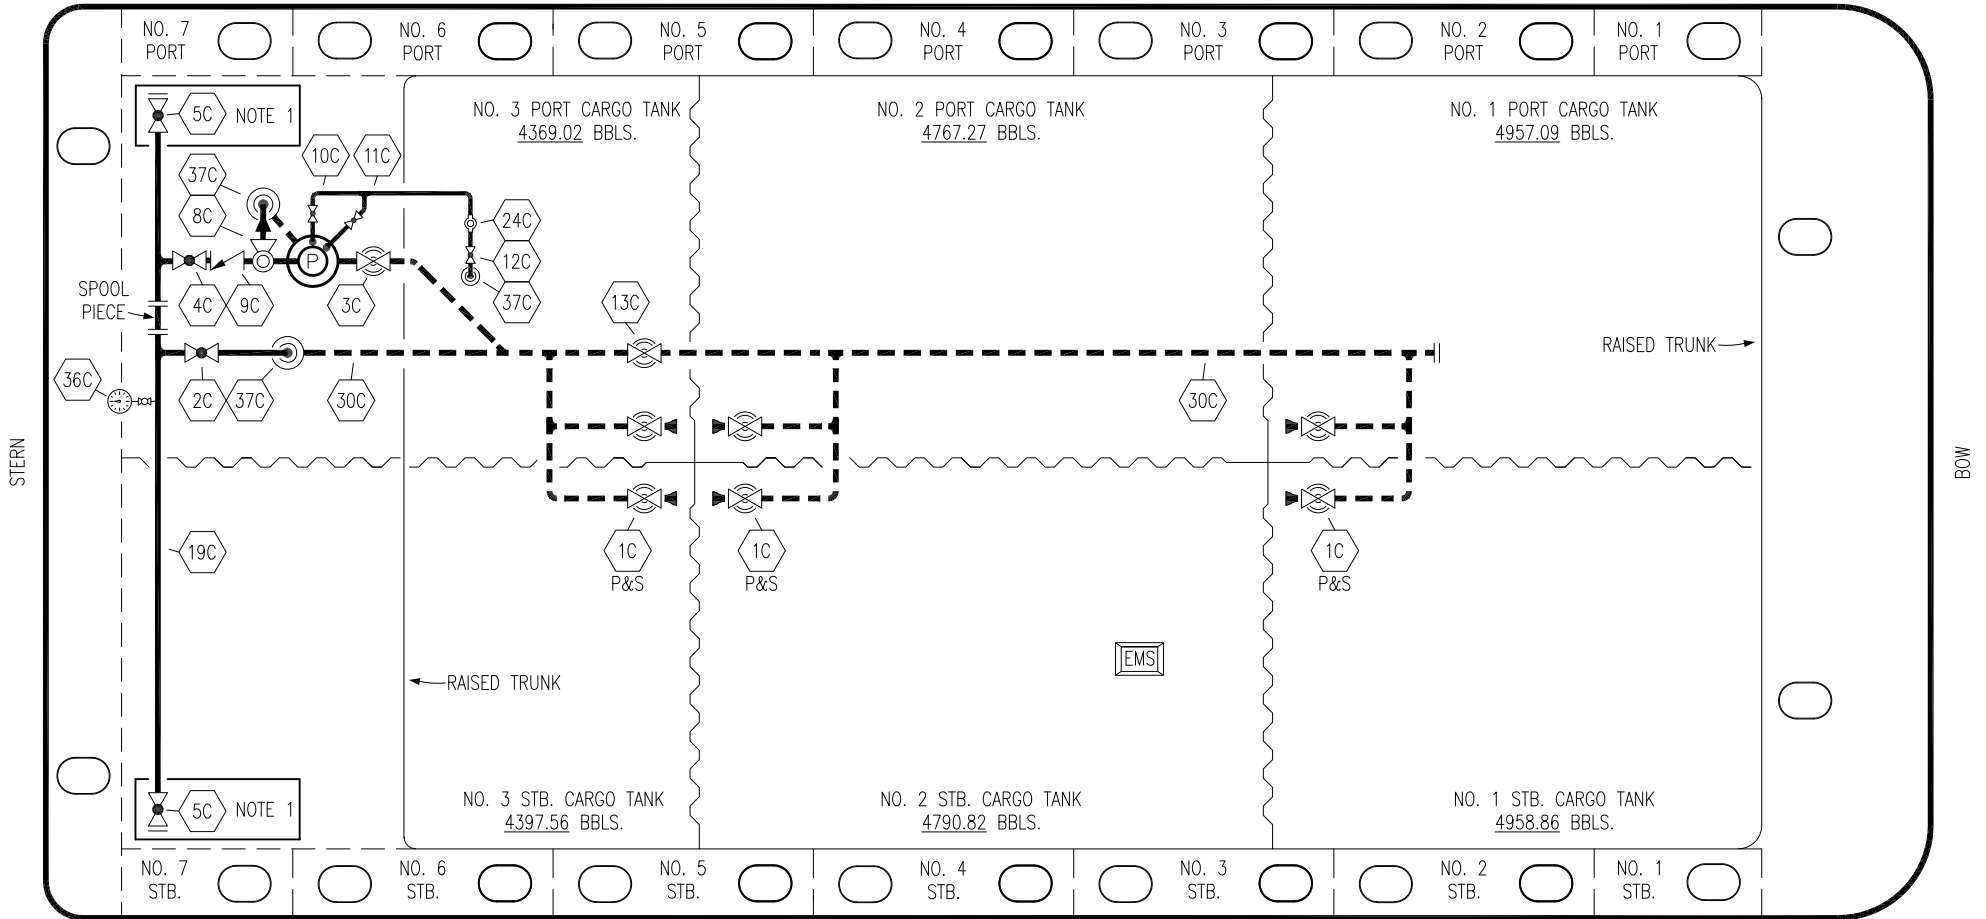 NO. 7
PORT
NO. 6
PORT
NO. 5
PORT
NO. 4
PORT
NO. 3
PORT
NO. 2
PORT
NO. 1
PORT
5C
NOTE 1
NO. 3 PORT CARGO TANK
4369.02 BBLS.
NO. 2 PORT CARGO TANK
4767.27 BBLS.
NO. 1 PORT CARGO TANK
4957.09 BBLS.
10C
11C
37C
8C
24C
12C
37C
P
4C
9C
3C
13C
SPOOL
PIECE
RAISED TRUNK
36C
2C
37C
30C
30C
STERN
BOW
19C
1C
P&S
1C
P&S
1C
P&S
EMS
RAISED TRUNK
5C
NOTE 1
NO. 3 STB. CARGO TANK
4397.56 BBLS.
NO. 2 STB. CARGO TANK
4790.82 BBLS.
NO. 1 STB. CARGO TANK
4958.86 BBLS.
NO. 7
STB.
NO. 6
STB.
NO. 5
STB.
NO. 4
STB.
NO. 3
STB.
NO. 2
STB.
NO. 1
STB.